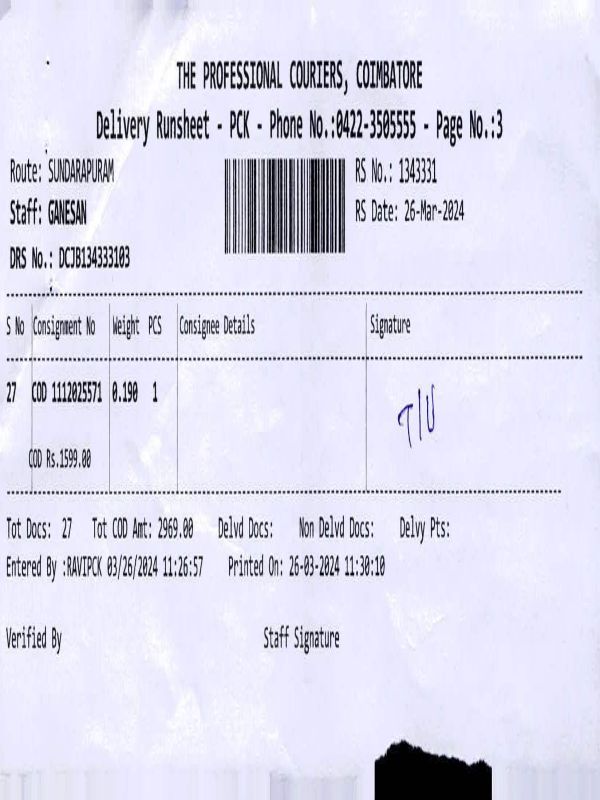 THE PROFESSIONAL COURIERS, COIMBATORE
Delivery Runsheet - PCK - Phone No.:0422-3505555 - Page No.:3
Route: SUNDARAPURAM RS No.: 1343331
Staff: GANESAN RS Date: 26-Mar-2024
DRS No.: DCJB134333103
S No Consignment No Weight PCS Consignee Details Signature
27 COD 1112025571 0.190 1
T/U
COD Rs.1599.00
Tot Docs: 27 Tot COD Amt: 2969.00 Delvd Docs: Non Delvd Docs: Delvy Pts:
Entered By :RAVIPCK 03/26/2024 11:26:57 Printed On: 26-03-2024 11:30:10
Verified By Staff Signature